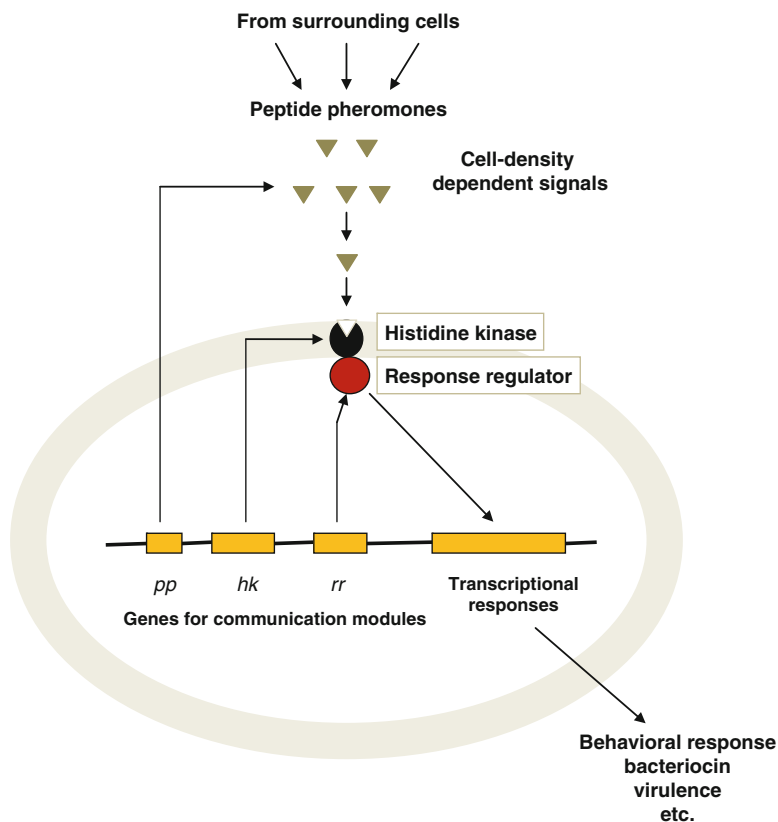 From surrounding cells
Peptide pheromones
Cell-density
dependent signals
Histidine kinase
Response regulator
pp
hk
rr
Genes for communication modules
Transcriptional
responses
Behavioral response
bacteriocin
virulence
etc.